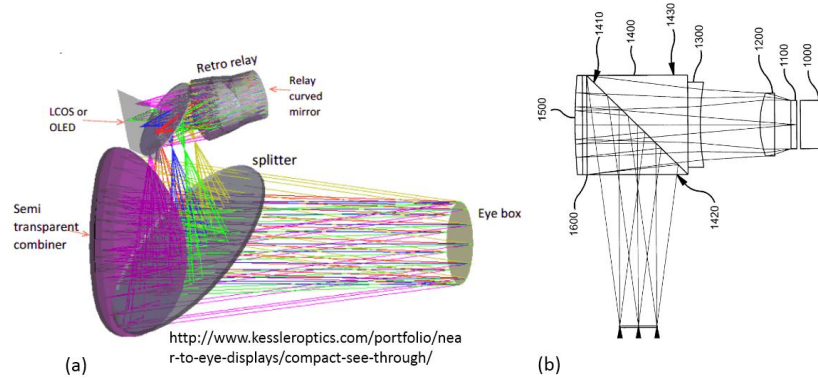 Retro relay
LCOS or
OLED
Relay
curved
mirror
splitter
Semi
transparent
combiner
Eye box
http://www.kessleroptics.com/portfolio/nea
r-to-eye-displays/compact-see-through/
(a)
1410
1400
1430
1300
1200
1100
1000
1500
1600
1420
(b)